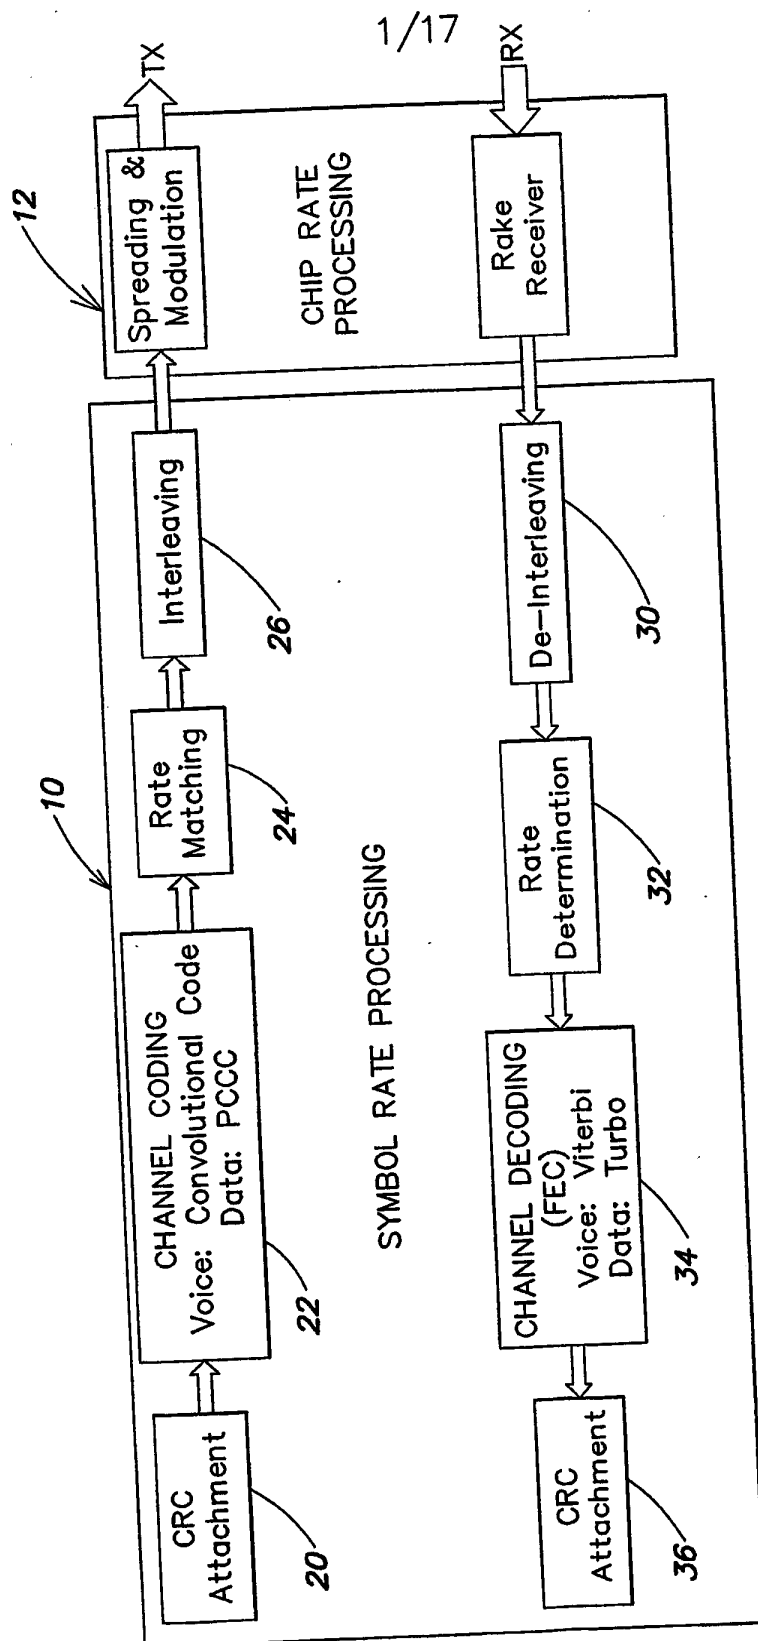 1/17
12
TX
Spreading &
Modulation
CHIP RATE
PROCESSING
RX
Rake
Receiver
10
CRC
Attachment
20
CHANNEL CODING
Voice: Convolutional Code
Data: PCCC
22
Rate
Matching
24
Interleaving
26
SYMBOL RATE PROCESSING
De-Interleaving
30
Rate
Determination
32
CHANNEL DECODING
(FEC)
Voice: Viterbi
Data: Turbo
34
CRC
Attachment
36